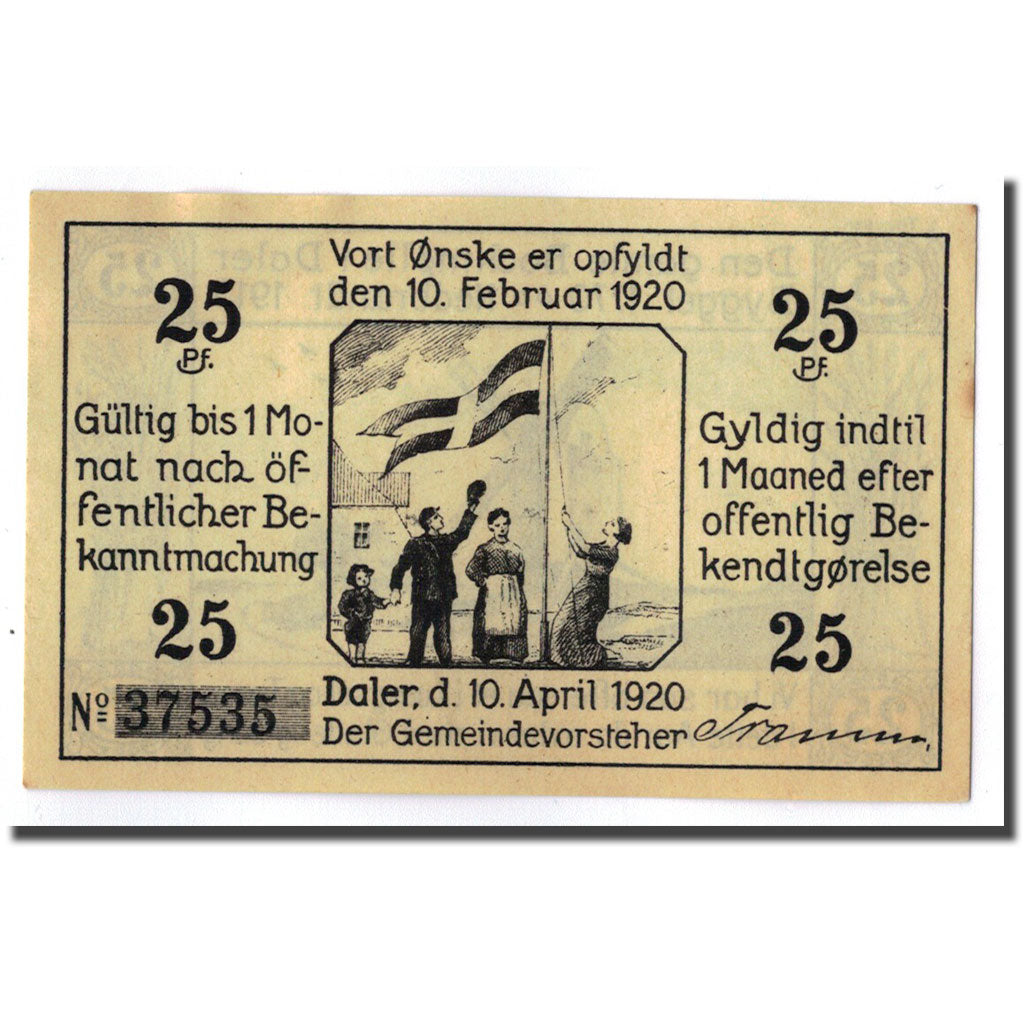 Vort Ønske er opfyldt
den 10. Februar 1920
25
Pf.
25
Pf.
Gültig bis 1 Mo-
nat nach öf-
fentlicher Be-
kanntmachung
Gyldig indtil
1 Maaned efter
offentlig Be-
kendtgørelse
25
25
No 37535
Daler, d. 10. April 1920
Der Gemeindevorsteher